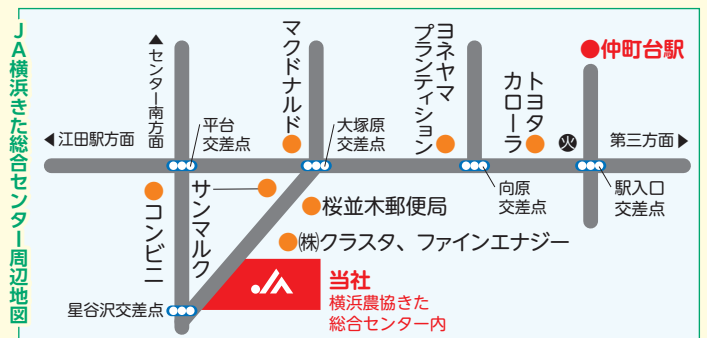 JA横浜きた総合センター周辺地図
▲センター南方面
◀江田駅方面
平台
交差点
マクドナルド
大塚原
交差点
ヨネヤマ
プランティション
トヨタ
カローラ
仲町台駅
第三方面▶
向原
交差点
駅入口
交差点
コンビニ
サンマルク
桜並木郵便局
㈱クラスタ、ファインエナジー
星谷沢交差点
JA
当社
横浜農協きた
総合センター内